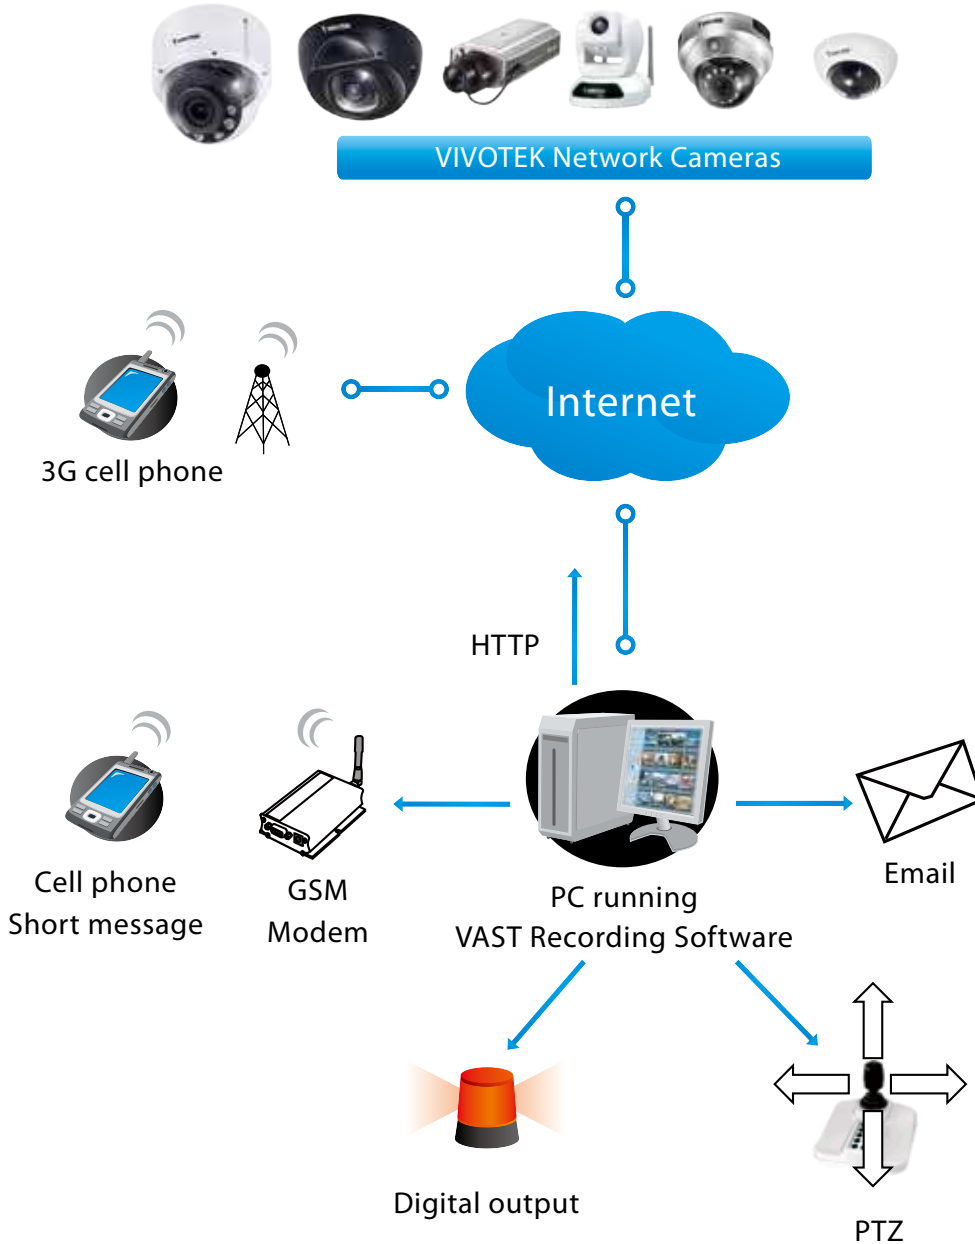 VIVOTEK Network Cameras
Internet
3G cell phone
HTTP
Cell phone
Short message
GSM
Modem
PC running
VAST Recording Software
Email
Digital output
PTZ